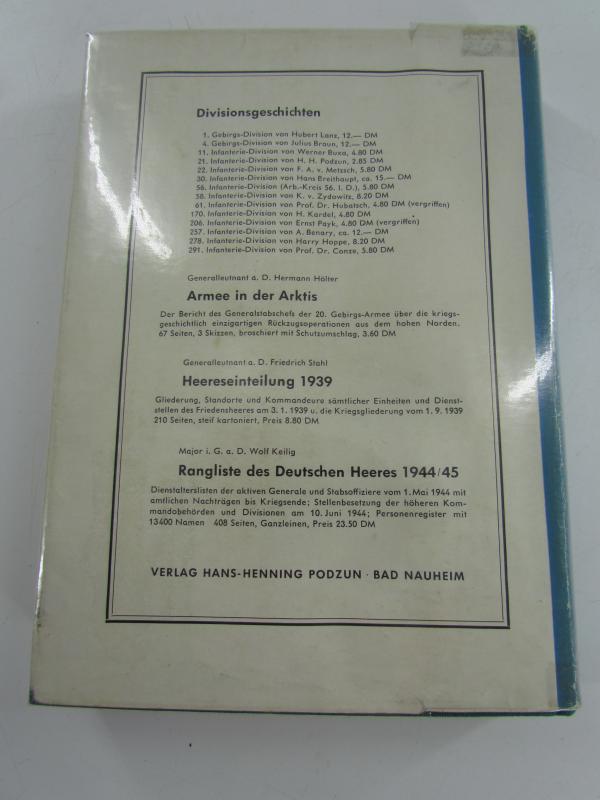 Divisionsgeschichten
1. Gebirgs-Division von Hubert Lanz, 12.— DM
4. Gebirgs-Division von Julius Braun, 12.— DM
11. Infanterie-Division von Werner Buxa, 4.80 DM
21. Infanterie-Division von H. H. Podzun, 2.85 DM
22. Infanterie-Division von F. A. v. Metzsch, 5.80 DM
30. Infanterie-Division von Hans Breithaupt, ca. 15.— DM
56. Infanterie-Division (Arb.-Kreis 56. I. D.), 5.80 DM
58. Infanterie-Division von K. v. Zydowitz, 8.20 DM
61. Infanterie-Division von Prof. Dr. Hubatsch, 4.80 DM (vergriffen)
170. Infanterie-Division von H. Kardel, 4.80 DM
206. Infanterie-Division von Ernst Payk, 4.80 DM (vergriffen)
257. Infanterie-Division von A. Benary, ca. 12.— DM
278. Infanterie-Division von Harry Hoppe, 8.20 DM
291. Infanterie-Division von Prof. Dr. Conze, 5.80 DM
Generalleutnant a. D. Hermann Hölter
Armee in der Arktis
Der Bericht des Generalstabschefs der 20. Gebirgs-Armee über die kriegs-
geschichtlich einzigartigen Rückzugsoperationen aus dem hohen Norden.
67 Seiten, 3 Skizzen, broschiert mit Schutzumschlag, 3.60 DM
Generalleutnant a. D. Friedrich Stahl
Heereseinteilung 1939
Gliederung, Standorte und Kommandeure sämtlicher Einheiten und Dienst-
stellen des Friedensheeres am 3. 1. 1939 u. die Kriegsgliederung vom 1. 9. 1939
210 Seiten, steif kartoniert, Preis 8.80 DM
Major i. G. a. D. Wolf Keilig
Rangliste des Deutschen Heeres 1944/45
Dienstalterslisten der aktiven Generale und Stabsoffiziere vom 1. Mai 1944 mit
amtlichen Nachträgen bis Kriegsende; Stellenbesetzung der höheren Kom-
mandobehörden und Divisionen am 10. Juni 1944; Personenregister mit
13400 Namen 408 Seiten, Ganzleinen, Preis 23.50 DM
VERLAG HANS-HENNING PODZUN · BAD NAUHEIM